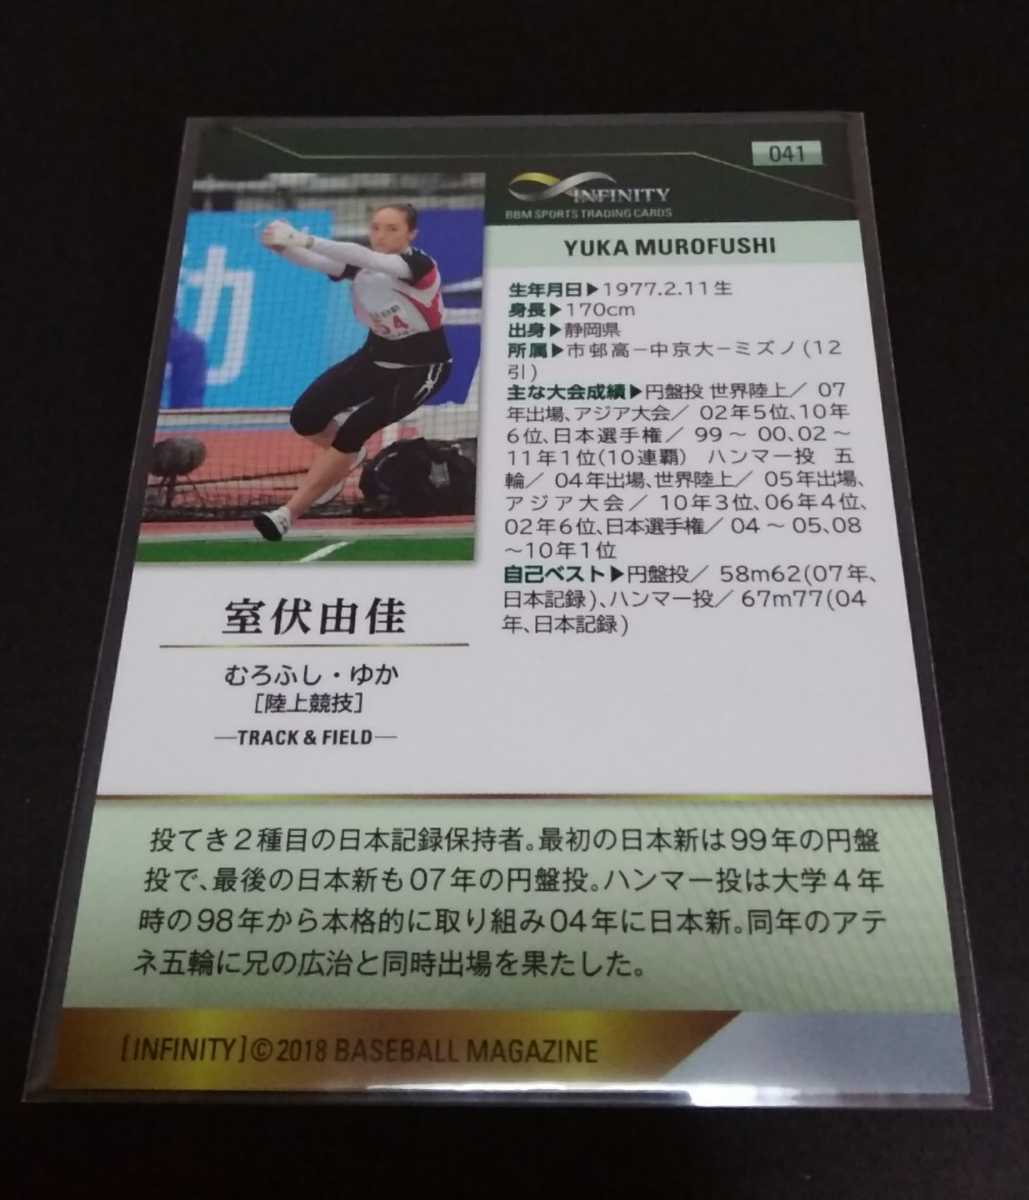 041
INFINITY
BBM SPORTS TRADING CARDS
YUKA MUROFUSHI
生年月日▶1977.2.11生
身長▶170cm
出身▶静岡県
所属▶市邨高−中京大−ミズノ(12
引)
主な大会成績▶円盤投 世界陸上／ 07
年出場、アジア大会／ 02年5位、10年
6位、日本選手権／ 99〜00、02〜
11年1位(10連覇) ハンマー投 五
輪／ 04年出場、世界陸上／ 05年出場、
アジア大会／ 10年3位、06年4位、
02年6位、日本選手権／ 04〜05、08
〜10年1位
自己ベスト▶円盤投／ 58m62(07年、
日本記録)、ハンマー投／ 67m77(04
年、日本記録)
54
室伏由佳
むろふし・ゆか
［陸上競技］
—TRACK & FIELD—
投てき2種目の日本記録保持者。最初の日本新は99年の円盤
投で、最後の日本新も07年の円盤投。ハンマー投は大学4年
時の98年から本格的に取り組み04年に日本新。同年のアテ
ネ五輪に兄の広治と同時出場を果たした。
[INFINITY]©2018 BASEBALL MAGAZINE